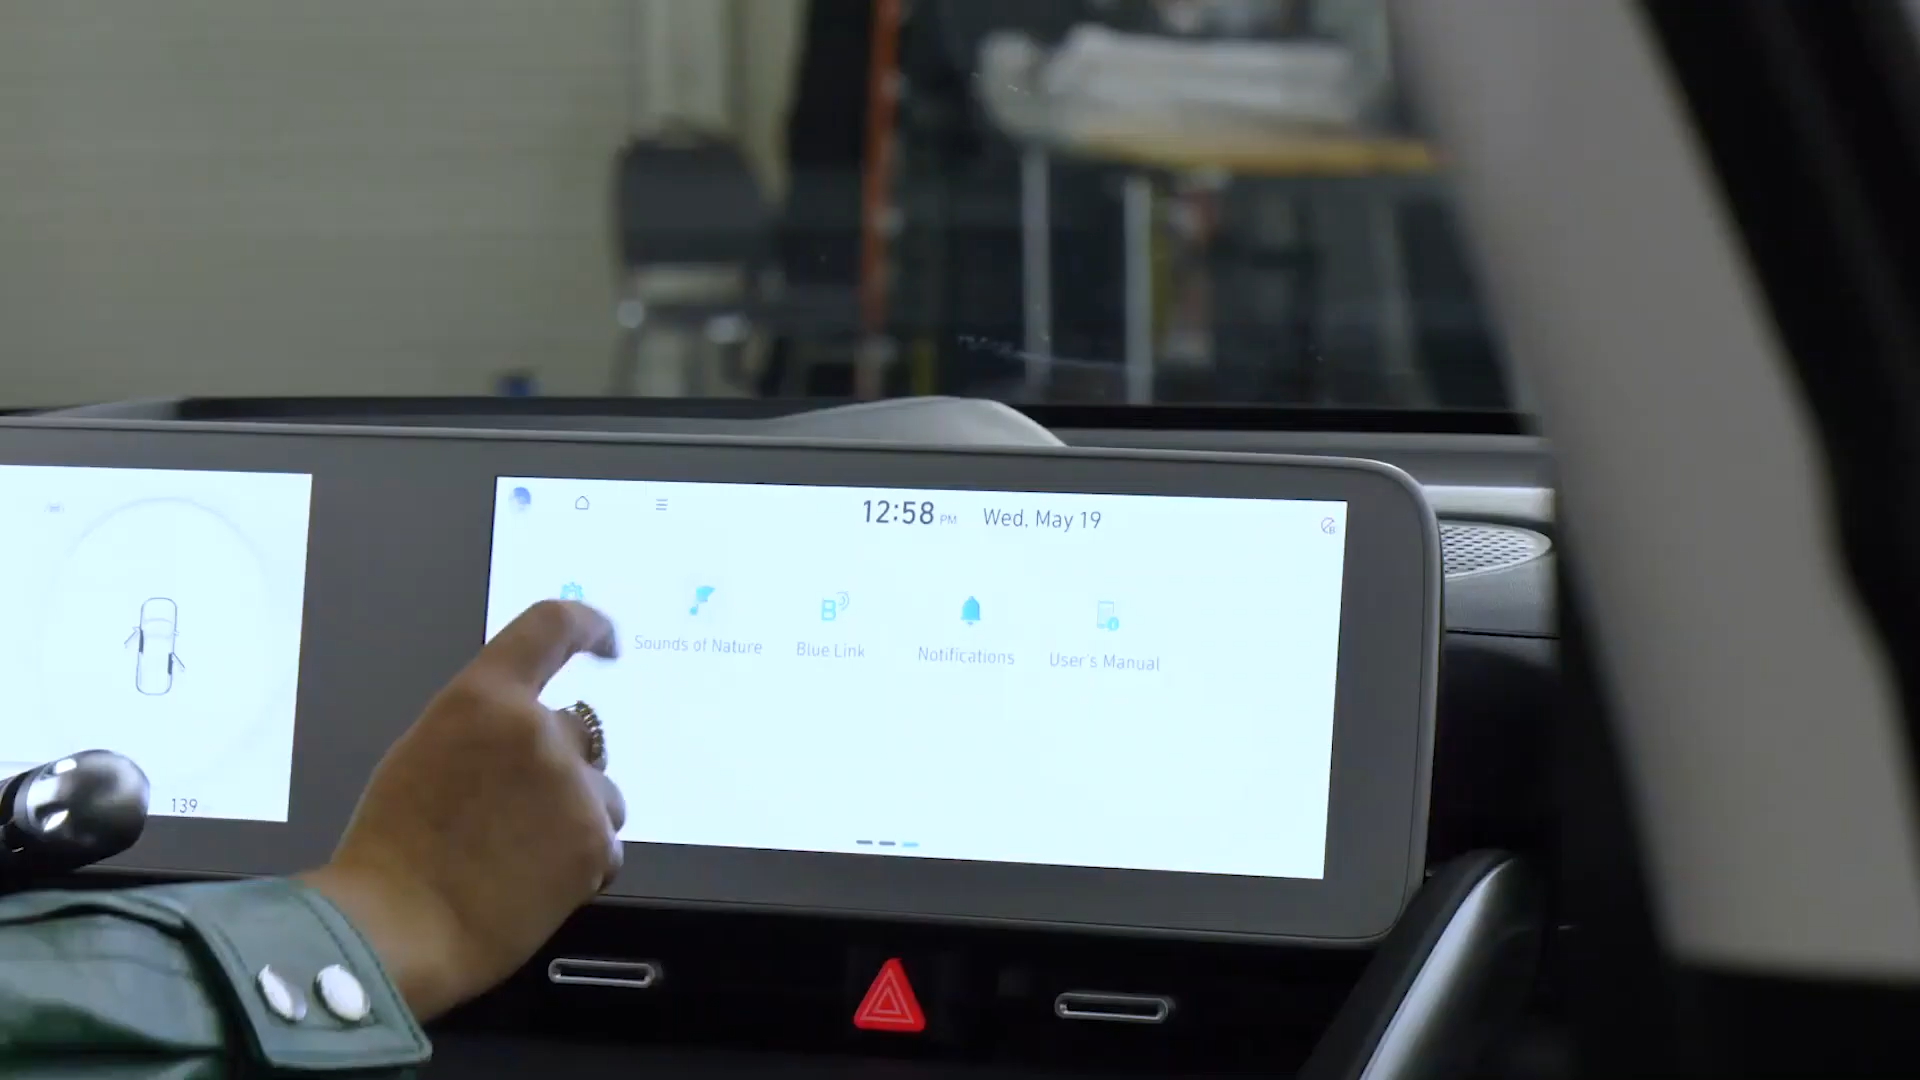 12:58 PM Wed, May 19
Sounds of Nature
Blue Link
Notifications
User's Manual
139